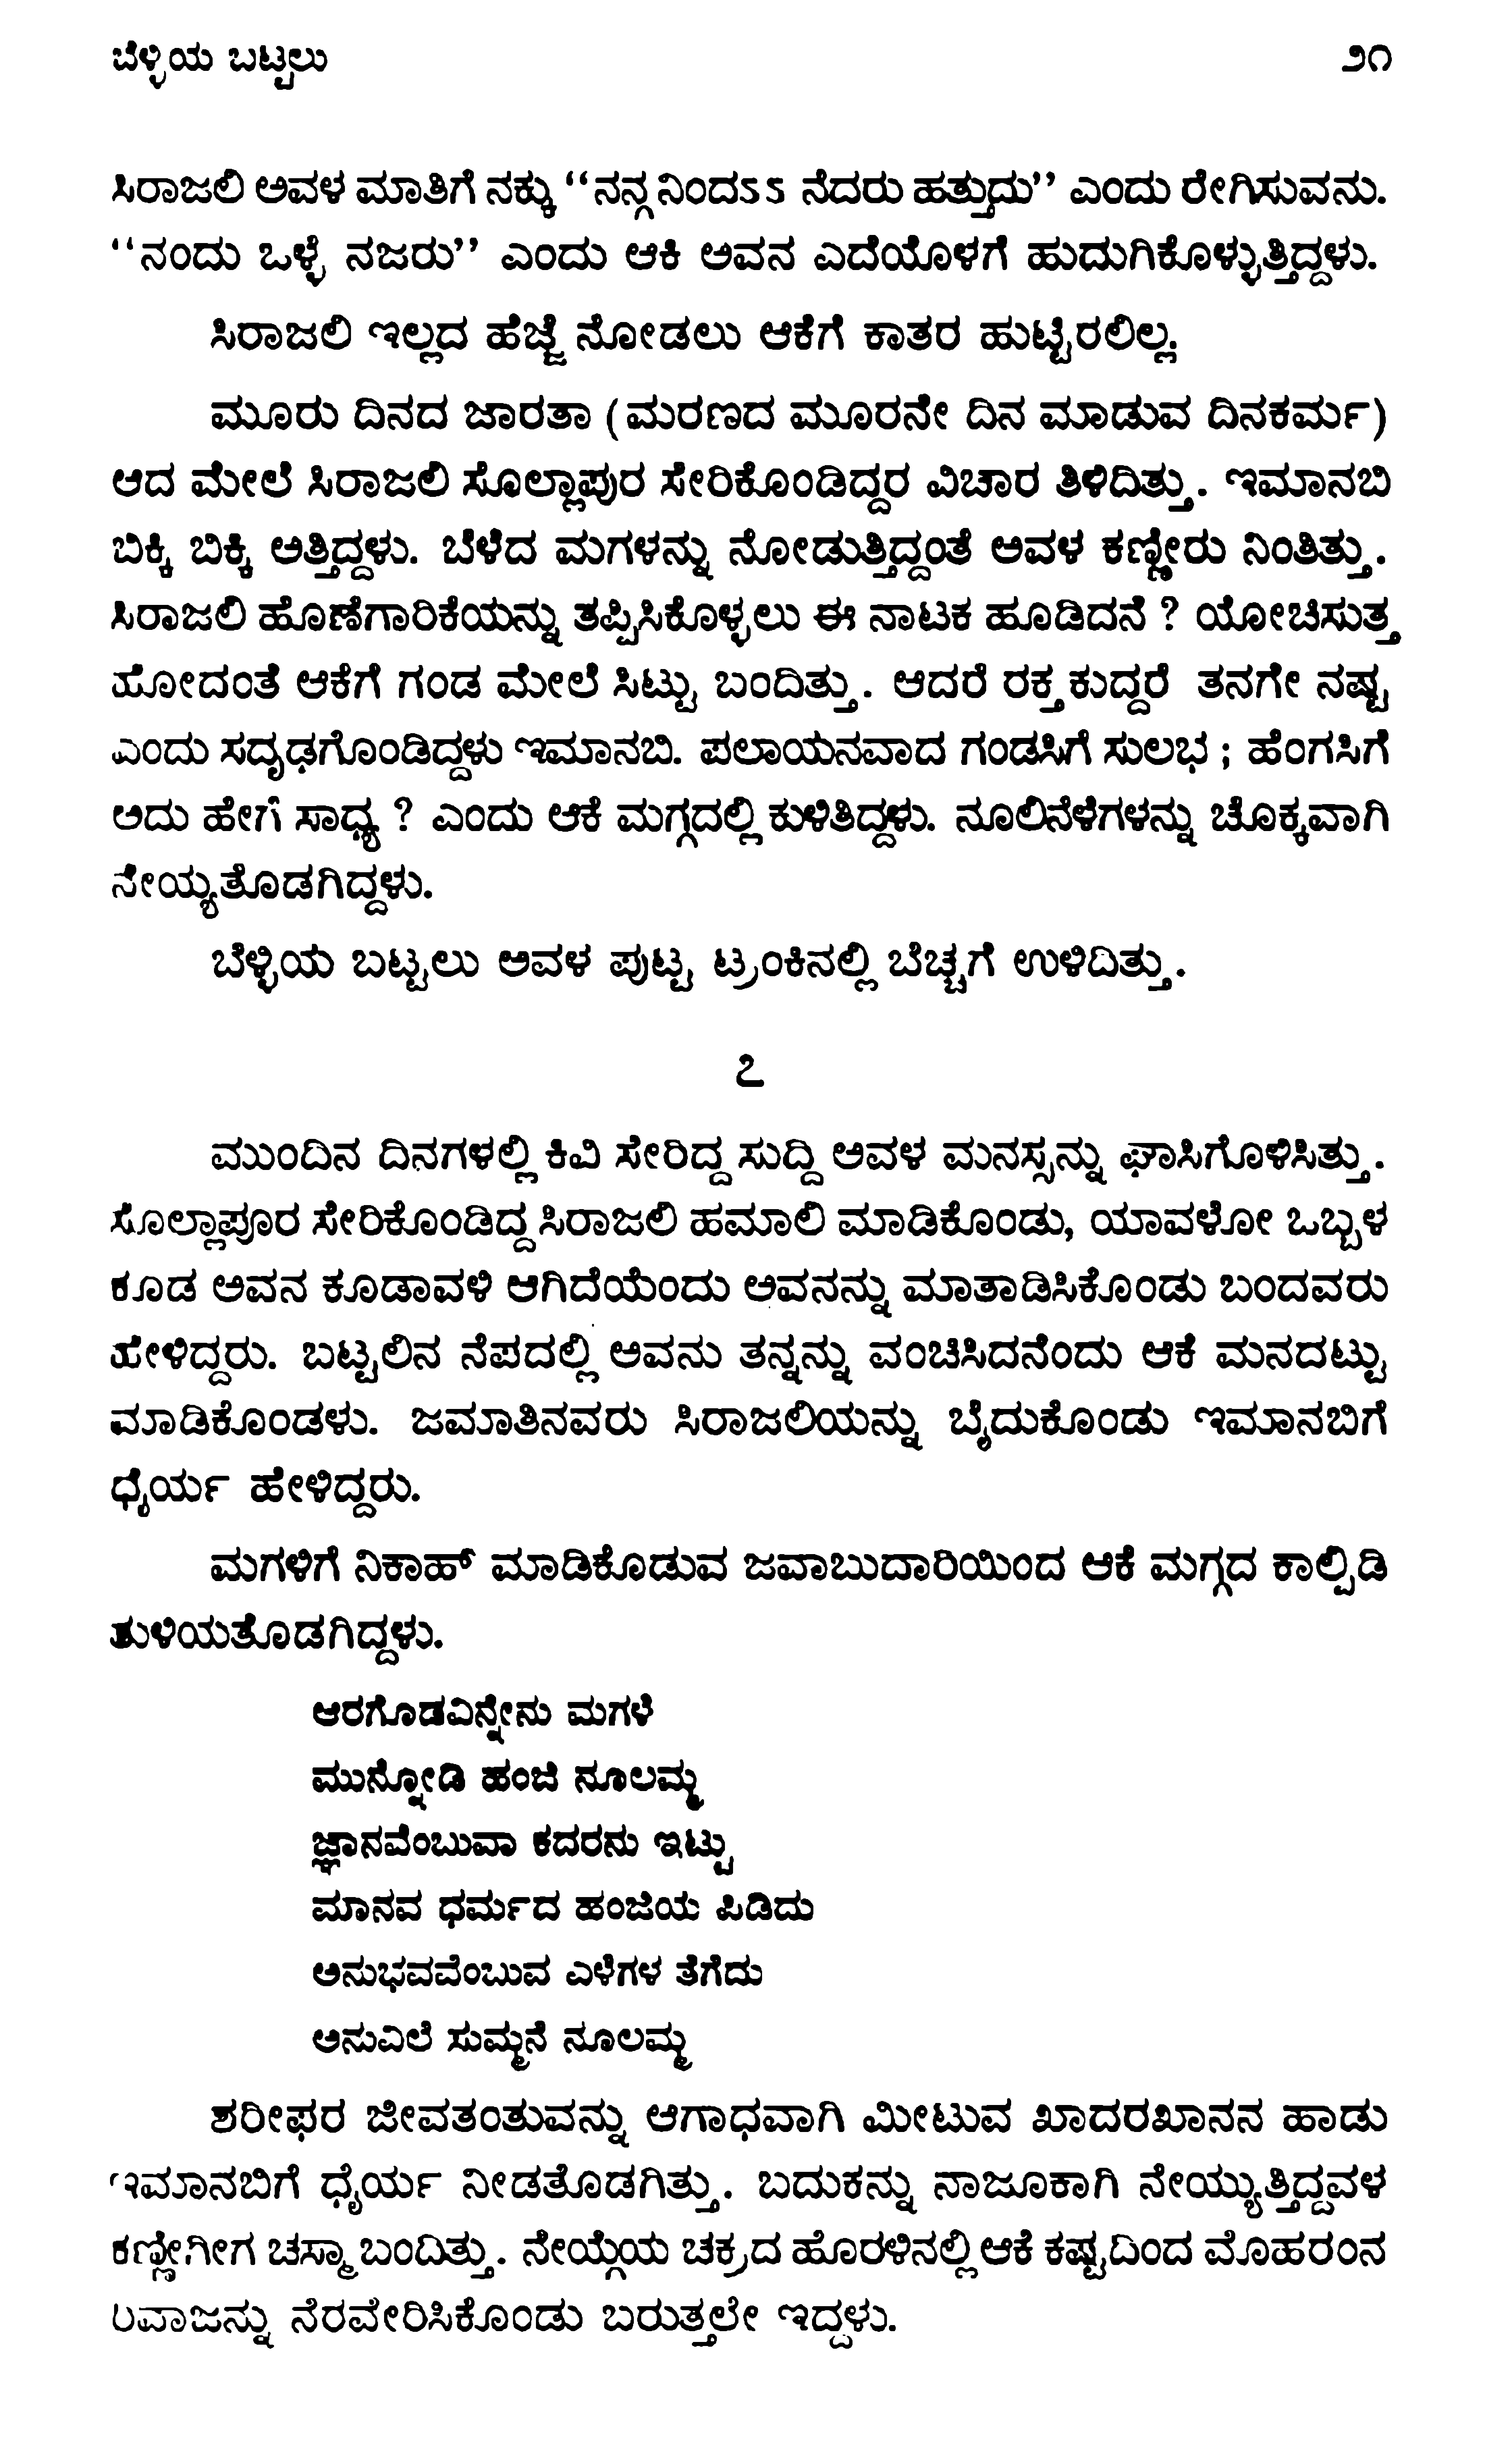 ಬೆಳ್ಳಿಯ ಬಟ್ಟಲು ೨೧
ಸಿರಾಜಲಿ ಅವಳ ಮಾತಿಗೆ ನಕ್ಕು “ನನ್ಗನಿಂದಽಽ ನೆದರು ಹತ್ತುದು” ಎಂದು ರೇಗಿಸುವನು.
“ನಂದು ಒಳ್ಳೆ ನಜರು” ಎಂದು ಆಕಿ ಅವನ ಎದೆಯೊಳಗೆ ಹುದುಗಿಕೊಳ್ಳುತ್ತಿದ್ದಳು.
ಸಿರಾಜಲಿ ಇಲ್ಲದ ಹೆಜ್ಜೆ ನೋಡಲು ಆಕೆಗೆ ಕಾತರ ಹುಟ್ಟಿರಲಿಲ್ಲ.
ಮೂರು ದಿನದ ಜಾರತಾ (ಮರಣದ ಮೂರನೇ ದಿನ ಮಾಡುವ ದಿನಕರ್ಮ)
ಆದ ಮೇಲೆ ಸಿರಾಜಲಿ ಸೊಲ್ಲಾಪುರ ಸೇರಿಕೊಂಡಿದ್ದರ ವಿಚಾರ ತಿಳಿದಿತ್ತು. ಇಮಾನಬಿ
ಬಿಕ್ಕಿ ಬಿಕ್ಕಿ ಅತ್ತಿದ್ದಳು. ಬೆಳೆದ ಮಗಳನ್ನು ನೋಡುತ್ತಿದ್ದಂತೆ ಅವಳ ಕಣ್ಣೀರು ನಿಂತಿತ್ತು.
ಸಿರಾಜಲಿ ಹೊಣೆಗಾರಿಕೆಯನ್ನು ತಪ್ಪಿಸಿಕೊಳ್ಳಲು ಈ ನಾಟಕ ಹೂಡಿದನೆ ? ಯೋಚಿಸುತ್ತ
ಹೋದಂತೆ ಆಕೆಗೆ ಗಂಡ ಮೇಲೆ ಸಿಟ್ಟು ಬಂದಿತ್ತು. ಆದರೆ ರಕ್ತ ಕುದ್ದರೆ ತನಗೇ ನಷ್ಟ
ಎಂದು ಸದೃಢಗೊಂಡಿದ್ದಳು ಇಮಾನಬಿ. ಪಲಾಯನವಾದ ಗಂಡಸಿಗೆ ಸುಲಭ ; ಹೆಂಗಸಿಗೆ
ಅದು ಹೇಗೆ ಸಾಧ್ಯ ? ಎಂದು ಆಕೆ ಮಗ್ಗದಲ್ಲಿ ಕುಳಿತಿದ್ದಳು. ನೂಲಿನೆಳೆಗಳನ್ನು ಚೊಕ್ಕವಾಗಿ
ನೇಯ್ಯತೊಡಗಿದ್ದಳು.
ಬೆಳ್ಳಿಯ ಬಟ್ಟಲು ಅವಳ ಪುಟ್ಟ ಟ್ರಂಕಿನಲ್ಲಿ ಬೆಚ್ಚಗೆ ಉಳಿದಿತ್ತು.
೭
ಮುಂದಿನ ದಿನಗಳಲ್ಲಿ ಕಿವಿ ಸೇರಿದ್ದ ಸುದ್ದಿ ಅವಳ ಮನಸ್ಸನ್ನು ಘಾಸಿಗೊಳಿಸಿತ್ತು.
ಸೊಲ್ಲಾಪೂರ ಸೇರಿಕೊಂಡಿದ್ದ ಸಿರಾಜಲಿ ಹಮಾಲಿ ಮಾಡಿಕೊಂಡು, ಯಾವಳೋ ಒಬ್ಬಳ
ಕೂಡ ಅವನ ಕೂಡಾವಳಿ ಆಗಿದೆಯೆಂದು ಅವನನ್ನು ಮಾತಾಡಿಸಿಕೊಂಡು ಬಂದವರು
ಹೇಳಿದ್ದರು. ಬಟ್ಟಲಿನ ನೆಪದಲ್ಲಿ ಅವನು ತನ್ನನ್ನು ವಂಚಿಸಿದನೆಂದು ಆಕೆ ಮನದಟ್ಟು
ಮಾಡಿಕೊಂಡಳು. ಜಮಾತಿನವರು ಸಿರಾಜಲಿಯನ್ನು ಬೈದುಕೊಂಡು ಇಮಾನಬಿಗೆ
ಧೈರ್ಯ ಹೇಳಿದ್ದರು.
ಮಗಳಿಗೆ ನಿಕಾಹ್ ಮಾಡಿಕೊಡುವ ಜವಾಬುದಾರಿಯಿಂದ ಆಕೆ ಮಗ್ಗದ ಕಾಲ್ಪಿಡಿ
ತುಳಿಯತೊಡಗಿದ್ದಳು.
ಆರಗೊಡವಿನ್ನೇನು ಮಗಳೆ
ಮುನ್ನೋಡಿ ಹಂಜಿ ನೂಲಮ್ಮ
ಜ್ಞಾನವೆಂಬುವಾ ಕದರನು ಇಟ್ಟು
ಮಾನವ ಧರ್ಮದ ಹಂಜಿಯ ಪಿಡಿದು
ಅನುಭವವೆಂಬುವ ಎಳೆಗಳ ತೆಗೆದು
ಅನುವಿಲೆ ಸುಮ್ಮನೆ ನೂಲಮ್ಮ
ಶರೀಫರ ಜೀವತಂತುವನ್ನು ಆಗಾಧವಾಗಿ ಮೀಟುವ ಖಾದರಖಾನನ ಹಾಡು
ಇಮಾನಬಿಗೆ ಧೈರ್ಯ ನೀಡತೊಡಗಿತ್ತು. ಬದುಕನ್ನು ನಾಜೂಕಾಗಿ ನೇಯ್ಯುತ್ತಿದ್ದವಳ
ಕಣ್ಣಿಗೀಗ ಚಸ್ಮಾ ಬಂದಿತ್ತು. ನೇಯ್ಗೆಯ ಚಕ್ರದ ಹೊರಳಿನಲ್ಲಿ ಆಕೆ ಕಷ್ಟದಿಂದ ಮೊಹರಂನ
ರಿವಾಜನ್ನು ನೆರವೇರಿಸಿಕೊಂಡು ಬರುತ್ತಲೇ ಇದ್ದಳು.